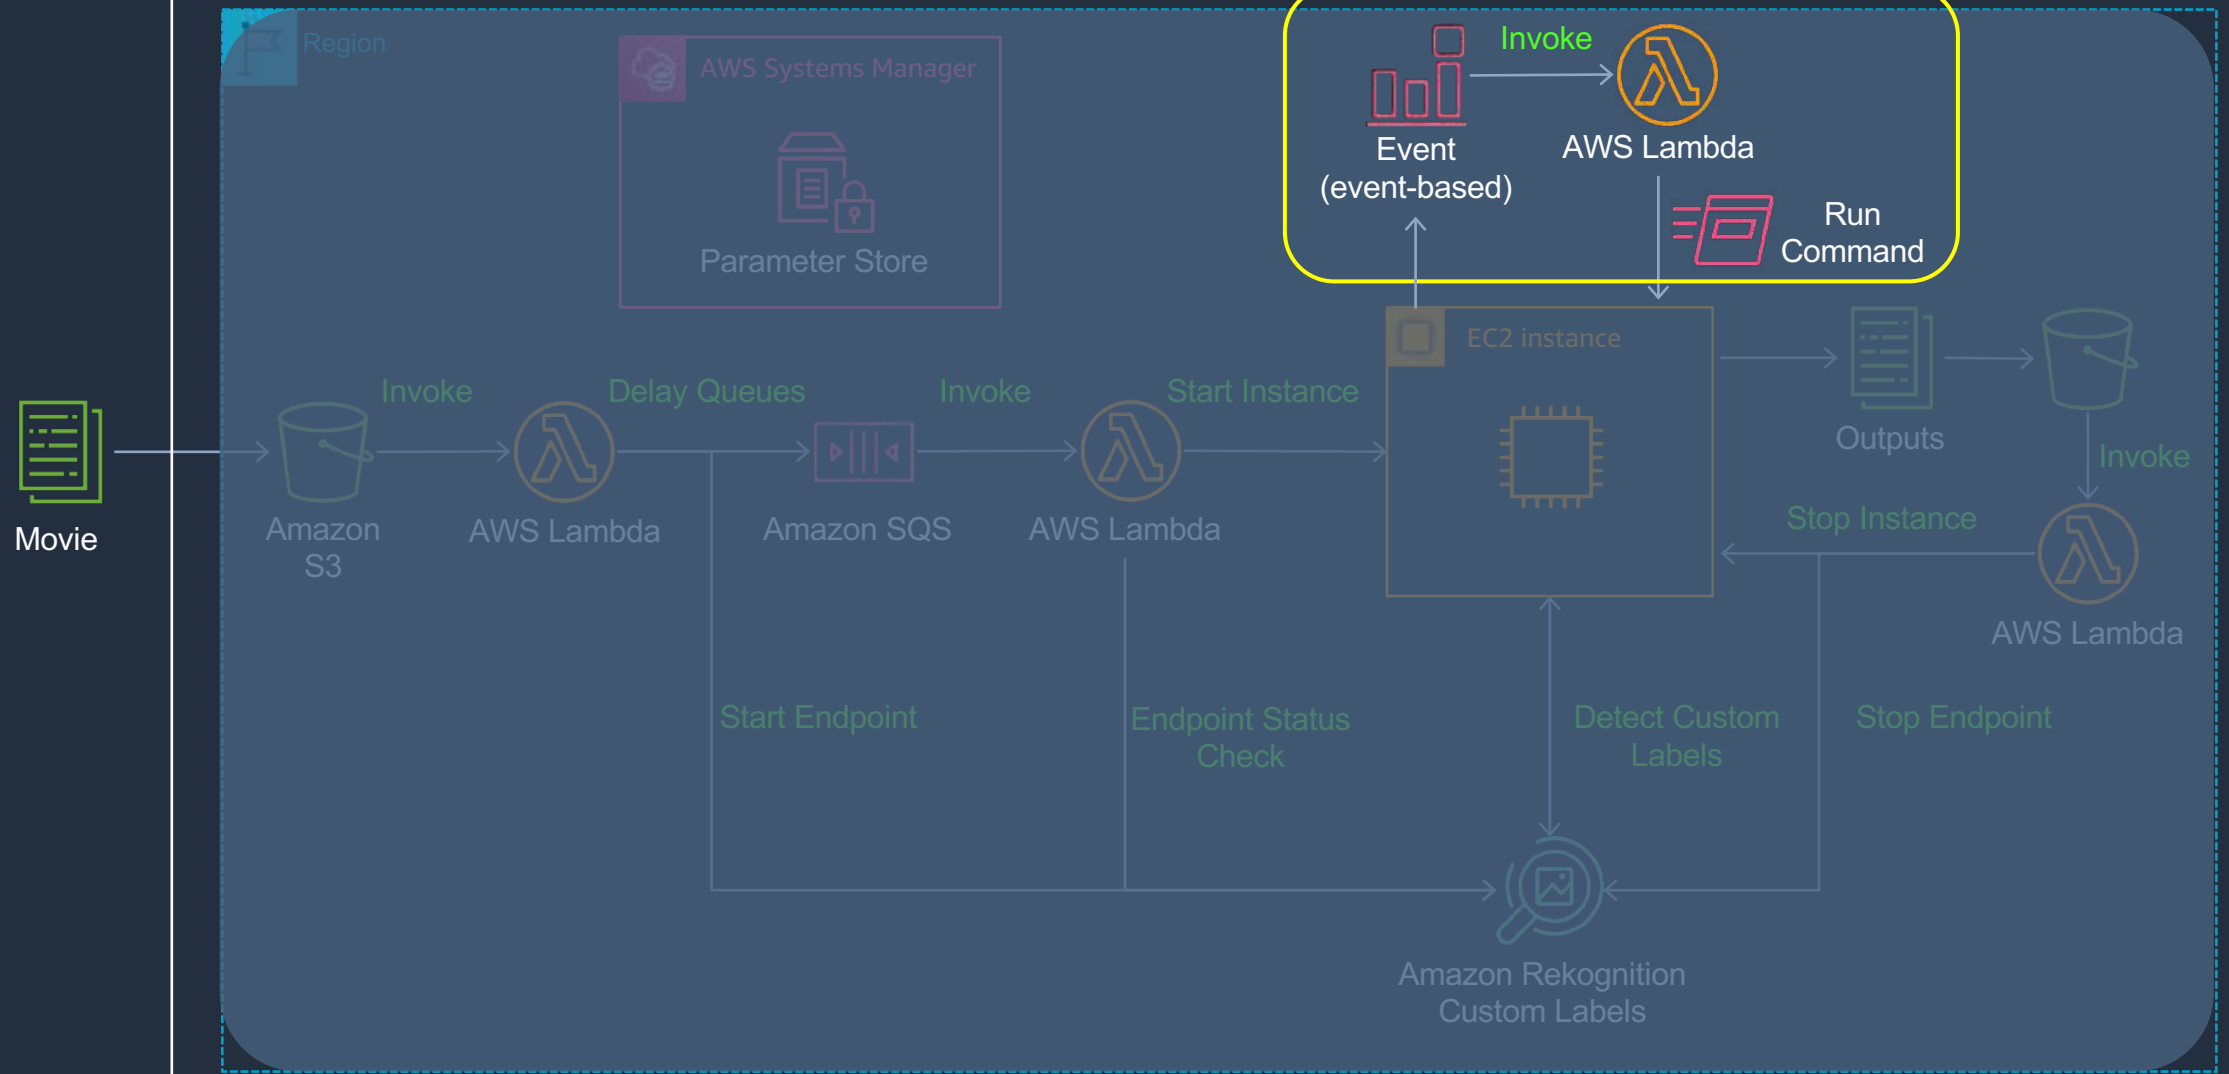 Region
AWS Systems Manager
Parameter Store
Invoke
Event
(event-based)
AWS Lambda
Run
Command
Movie
Amazon
S3
Invoke
AWS Lambda
Delay Queues
Amazon SQS
Invoke
AWS Lambda
Start Instance
EC2 instance
Outputs
Invoke
Stop Instance
AWS Lambda
Start Endpoint
Endpoint Status
Check
Detect Custom
Labels
Stop Endpoint
Amazon Rekognition
Custom Labels